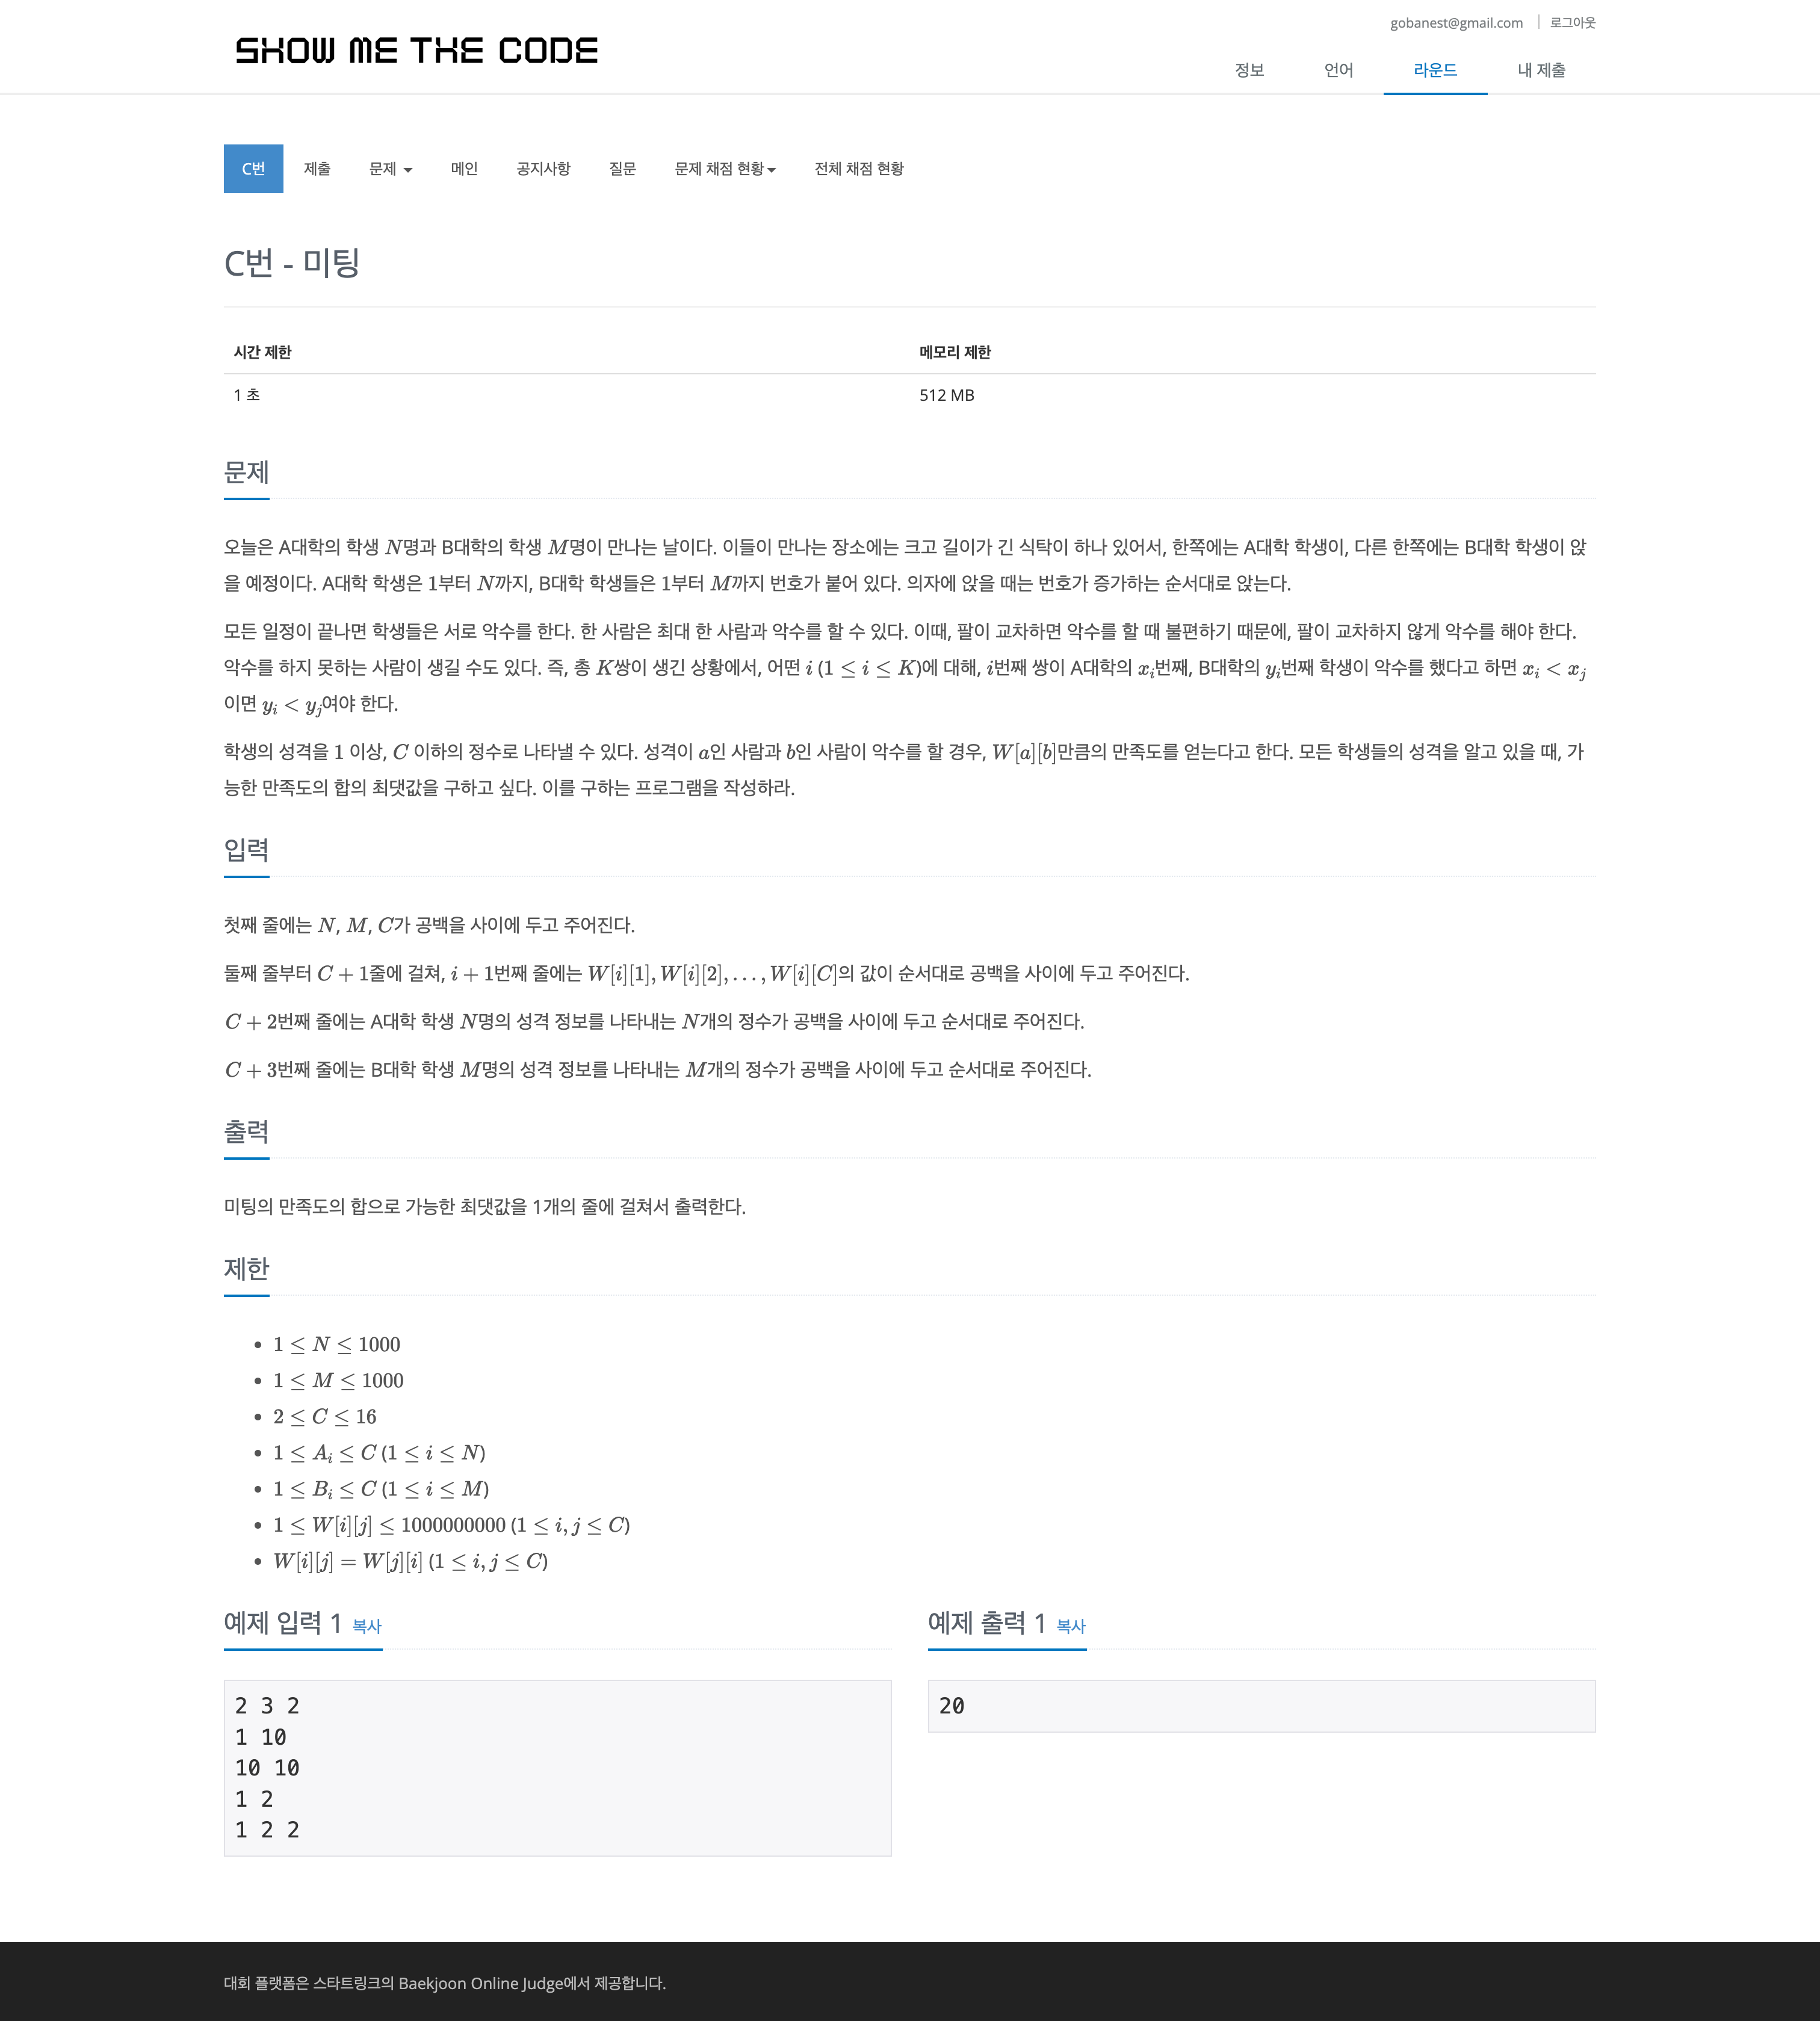 gobanest@gmail.com 로그아웃
SHOW ME THE CODE
정보 언어 라운드 내 제출
C번 제출 문제 메인 공지사항 질문 문제 채점 현황 전체 채점 현황
C번 - 미팅
시간 제한 메모리 제한
1 초 512 MB
문제
오늘은 A대학의 학생 N명과 B대학의 학생 M명이 만나는 날이다. 이들이 만나는 장소에는 크고 길이가 긴 식탁이 하나 있어서, 한쪽에는 A대학 학생이, 다른 한쪽에는 B대학 학생이 앉
을 예정이다. A대학 학생은 1부터 N까지, B대학 학생들은 1부터 M까지 번호가 붙어 있다. 의자에 앉을 때는 번호가 증가하는 순서대로 앉는다.
모든 일정이 끝나면 학생들은 서로 악수를 한다. 한 사람은 최대 한 사람과 악수를 할 수 있다. 이때, 팔이 교차하면 악수를 할 때 불편하기 때문에, 팔이 교차하지 않게 악수를 해야 한다.
악수를 하지 못하는 사람이 생길 수도 있다. 즉, 총 K쌍이 생긴 상황에서, 어떤 i (1 ≤ i ≤ K)에 대해, i번째 쌍이 A대학의 x_i번째, B대학의 y_i번째 학생이 악수를 했다고 하면 x_i < x_j
이면 y_i < y_j여야 한다.
학생의 성격을 1 이상, C 이하의 정수로 나타낼 수 있다. 성격이 a인 사람과 b인 사람이 악수를 할 경우, W[a][b]만큼의 만족도를 얻는다고 한다. 모든 학생들의 성격을 알고 있을 때, 가
능한 만족도의 합의 최댓값을 구하고 싶다. 이를 구하는 프로그램을 작성하라.
입력
첫째 줄에는 N, M, C가 공백을 사이에 두고 주어진다.
둘째 줄부터 C + 1줄에 걸쳐, i + 1번째 줄에는 W[i][1], W[i][2], . . . , W[i][C]의 값이 순서대로 공백을 사이에 두고 주어진다.
C + 2번째 줄에는 A대학 학생 N명의 성격 정보를 나타내는 N개의 정수가 공백을 사이에 두고 순서대로 주어진다.
C + 3번째 줄에는 B대학 학생 M명의 성격 정보를 나타내는 M개의 정수가 공백을 사이에 두고 순서대로 주어진다.
출력
미팅의 만족도의 합으로 가능한 최댓값을 1개의 줄에 걸쳐서 출력한다.
제한
• 1 ≤ N ≤ 1000
• 1 ≤ M ≤ 1000
• 2 ≤ C ≤ 16
• 1 ≤ A_i ≤ C (1 ≤ i ≤ N)
• 1 ≤ B_i ≤ C (1 ≤ i ≤ M)
• 1 ≤ W[i][j] ≤ 1000000000 (1 ≤ i, j ≤ C)
• W[i][j] = W[j][i] (1 ≤ i, j ≤ C)
예제 입력 1 복사
2 3 2
1 10
10 10
1 2
1 2 2
예제 출력 1 복사
20
대회 플랫폼은 스타트링크의 Baekjoon Online Judge에서 제공합니다.